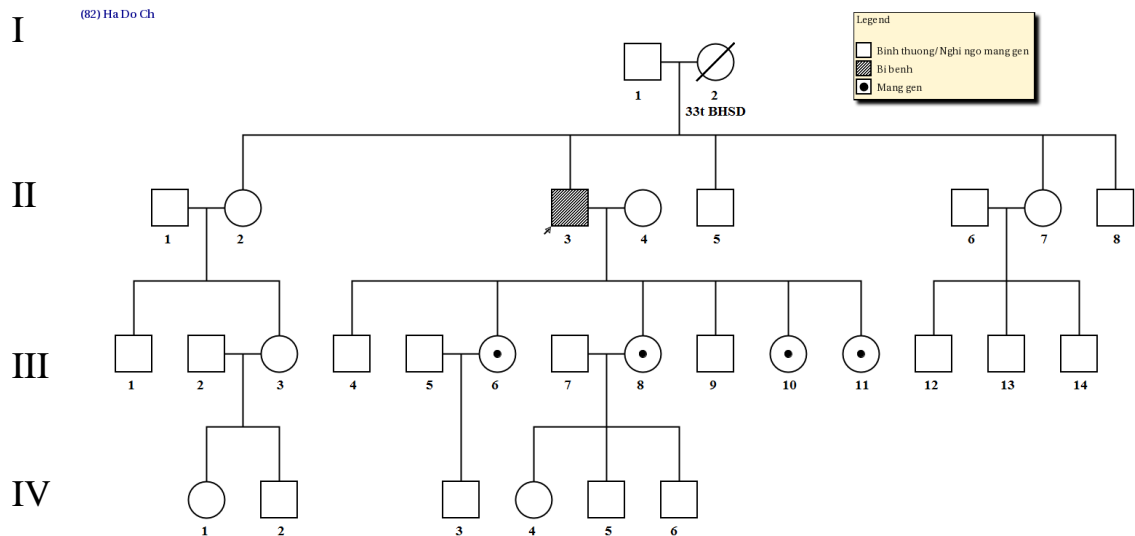 (82) Ha Do Ch
Legend
Binh thuong/ Nghi ngo mang gen
Bi benh
Mang gen
I
1 2
33t BHSD
II
1 2 3 4 5 6 7 8
III
1 2 3 4 5 6 7 8 9 10 11 12 13 14
IV
1 2 3 4 5 6